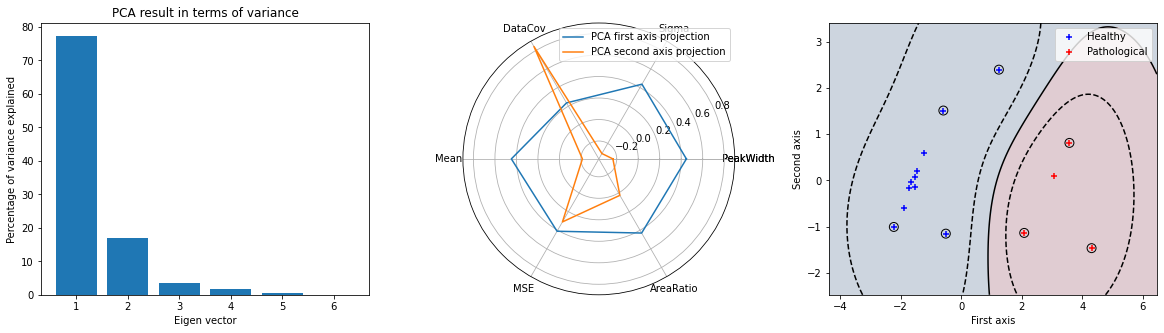 PCA result in terms of variance
Percentage of variance explained
80
70
60
50
40
30
20
10
0
1 2 3 4 5 6
Eigen vector
DataCov
Sigma
PCA first axis projection
PCA second axis projection
0.8
0.6
0.4
0.2
0.0
−0.2
Mean
PeakWidth
MSE
AreaRatio
Healthy
Pathological
Second axis
3
2
1
0
−1
−2
−4 −2 0 2 4 6
First axis